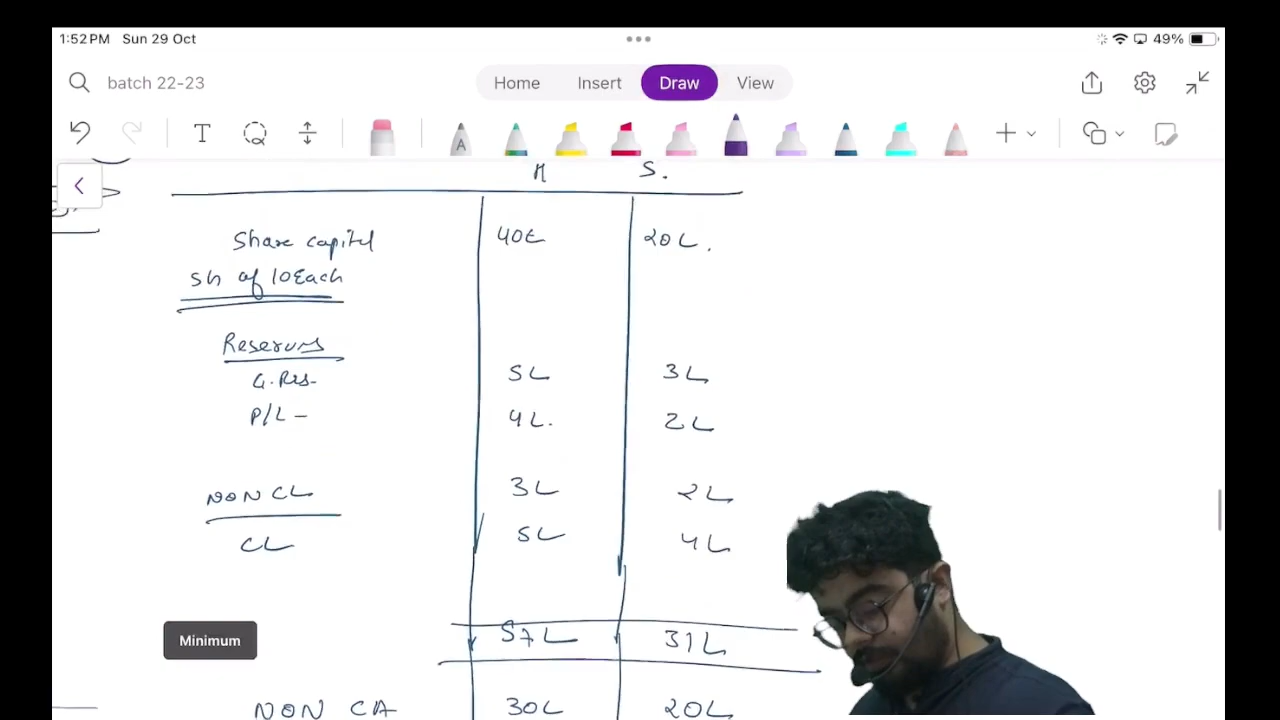 1:52 PM Sun 29 Oct
49%
batch 22-23
Home Insert Draw View
T
A
H S.
Share capital 40L 20L.
Sh of 10 Each
Reserves
G. Res- 5L 3L
P/L - 4L. 2L
NON CL 3L 2L
CL 5L 4L
57L 31L
Minimum
NON CA 30L 20L